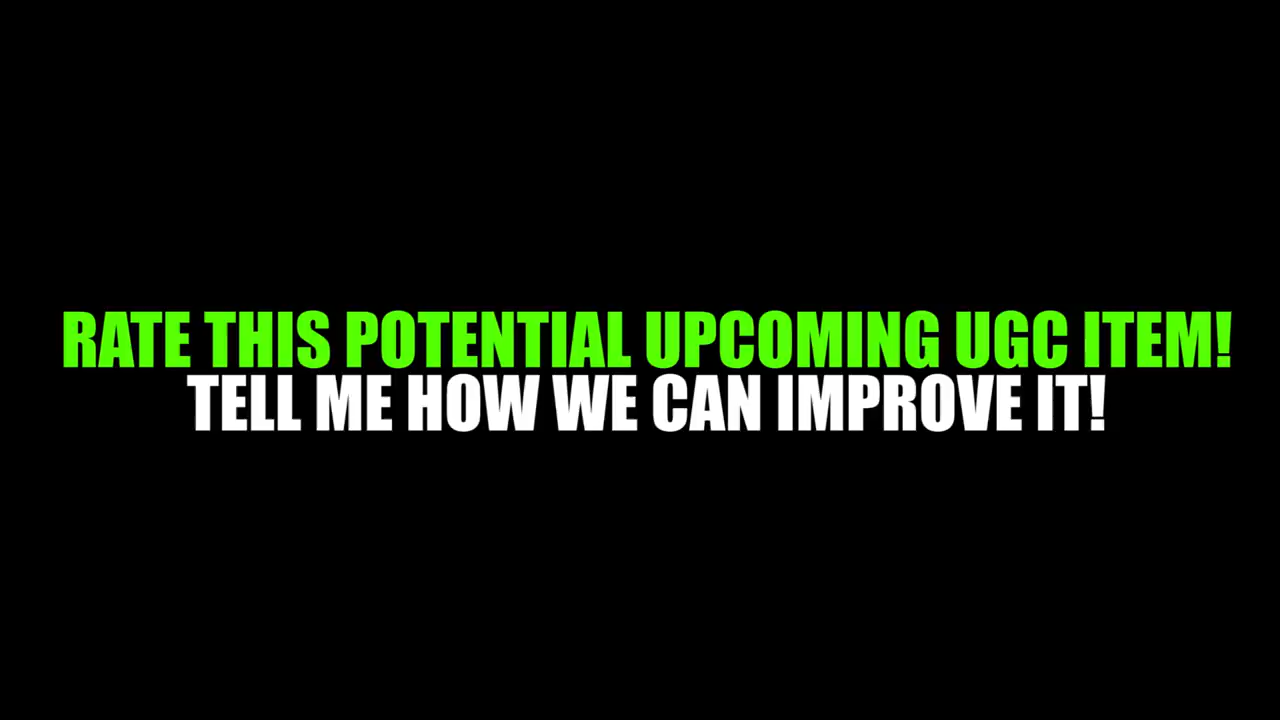 RATE THIS POTENTIAL UPCOMING UGC ITEM!
TELL ME HOW WE CAN IMPROVE IT!